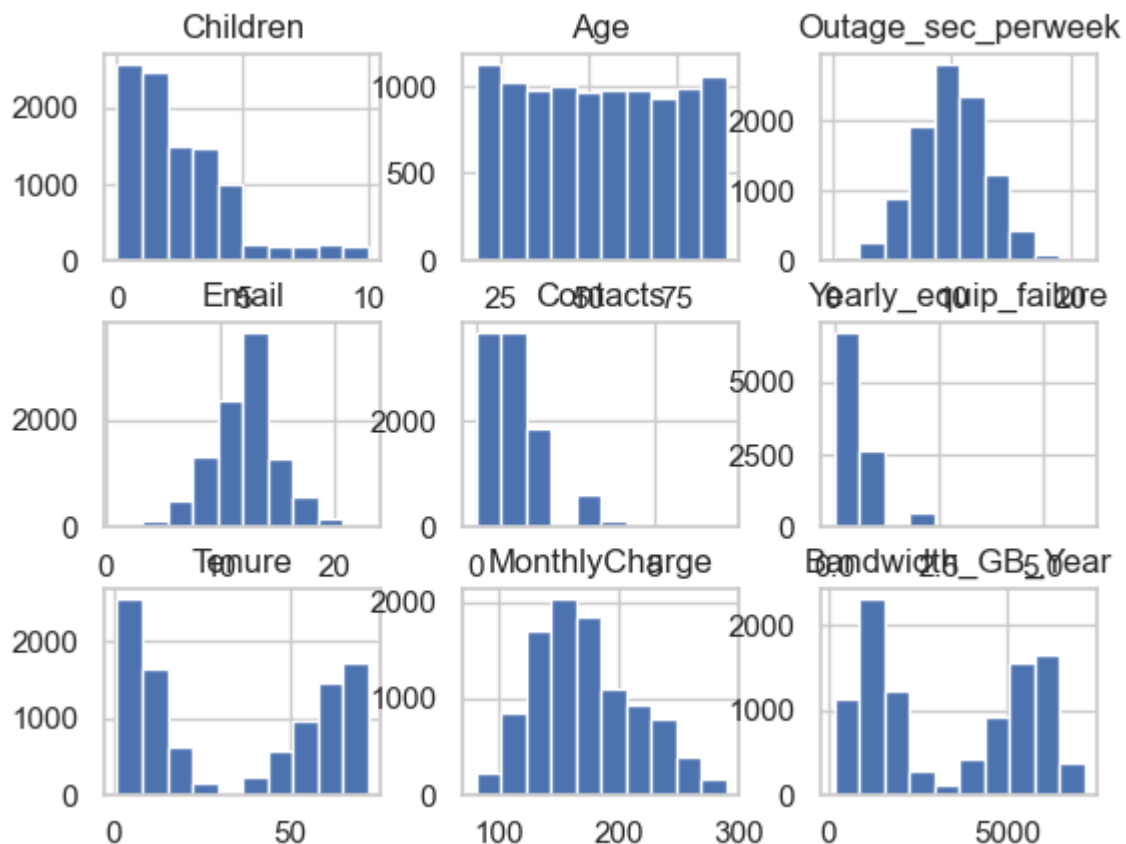 Children Age Outage_sec_perweek
2000 1000 2000
1000 500 1000
0 0 0
0 5 10 25 50 75 0 10 20
Email Contacts Yearly_equip_failure
2000 2000 5000
2500
0 0 0
0 10 20 0 5 0.0 2.5 5.0
Tenure MonthlyCharge Bandwidth_GB_Year
2000 2000 2000
1000 1000 1000
0 0 0
0 50 100 200 300 0 5000